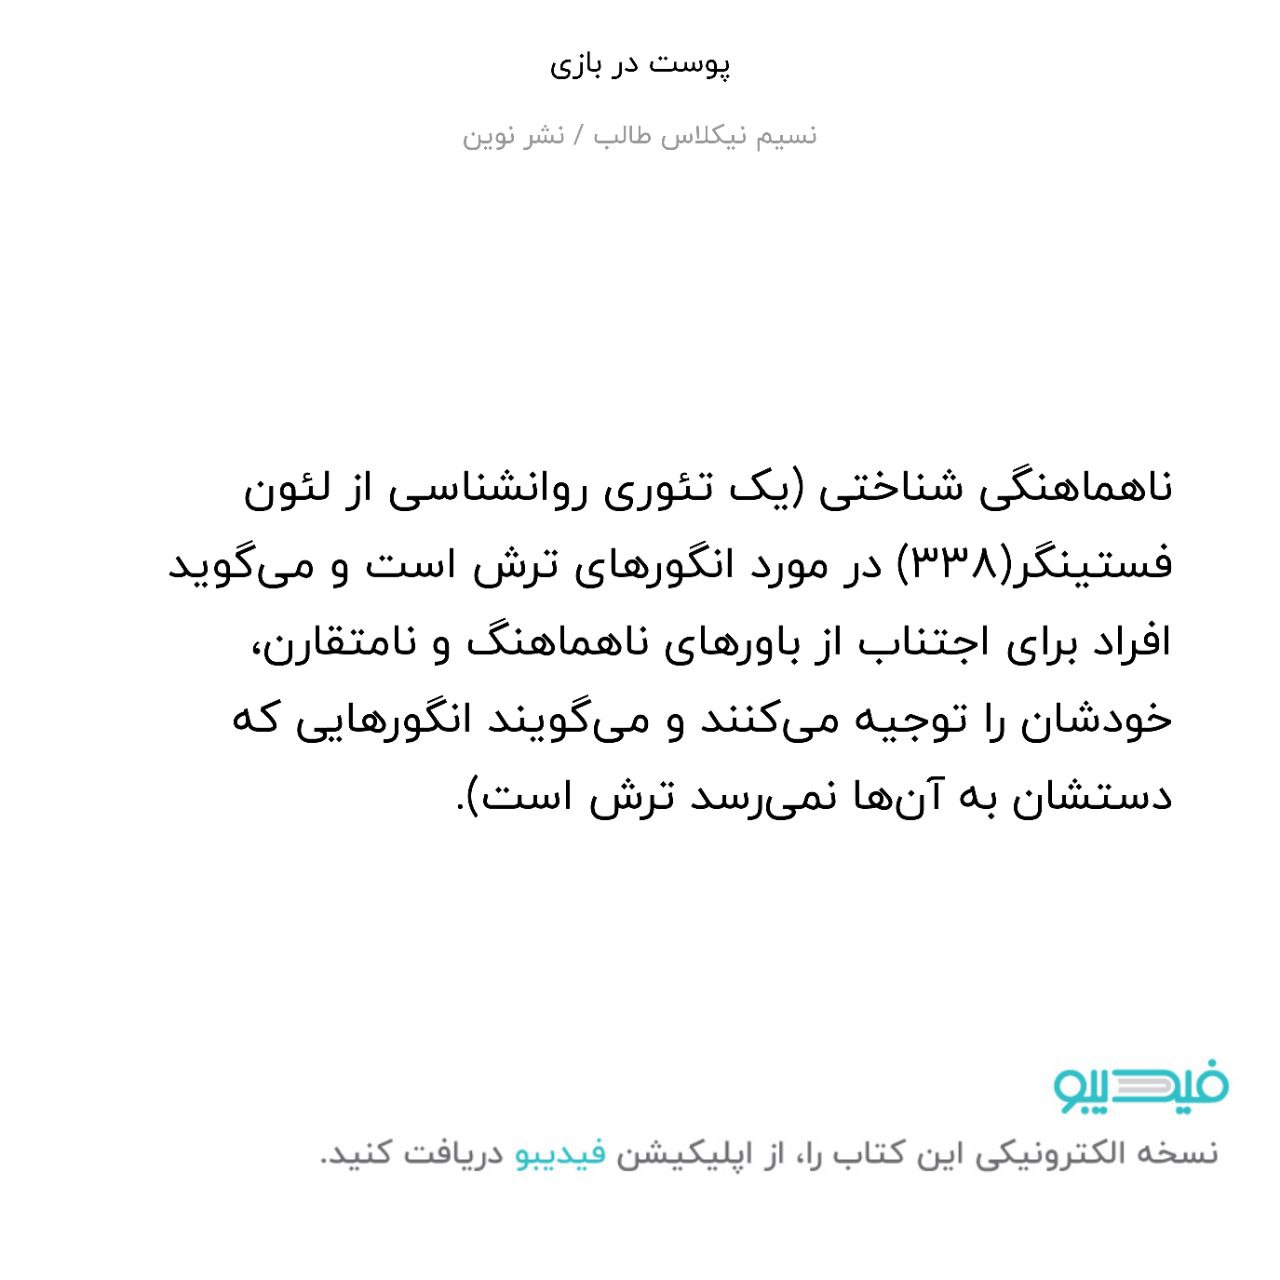 پوست در بازی
نسیم نیکلاس طالب / نشر نوین
ناهماهنگی شناختی (یک تئوری روانشناسی از لئون
فستینگر(۳۳۸) در مورد انگورهای ترش است و می‌گوید
افراد برای اجتناب از باورهای ناهماهنگ و نامتقارن،
خودشان را توجیه می‌کنند و می‌گویند انگورهایی که
دستشان به آن‌ها نمی‌رسد ترش است).
فیدیبو
نسخه الکترونیکی این کتاب را، از اپلیکیشن فیدیبو دریافت کنید.